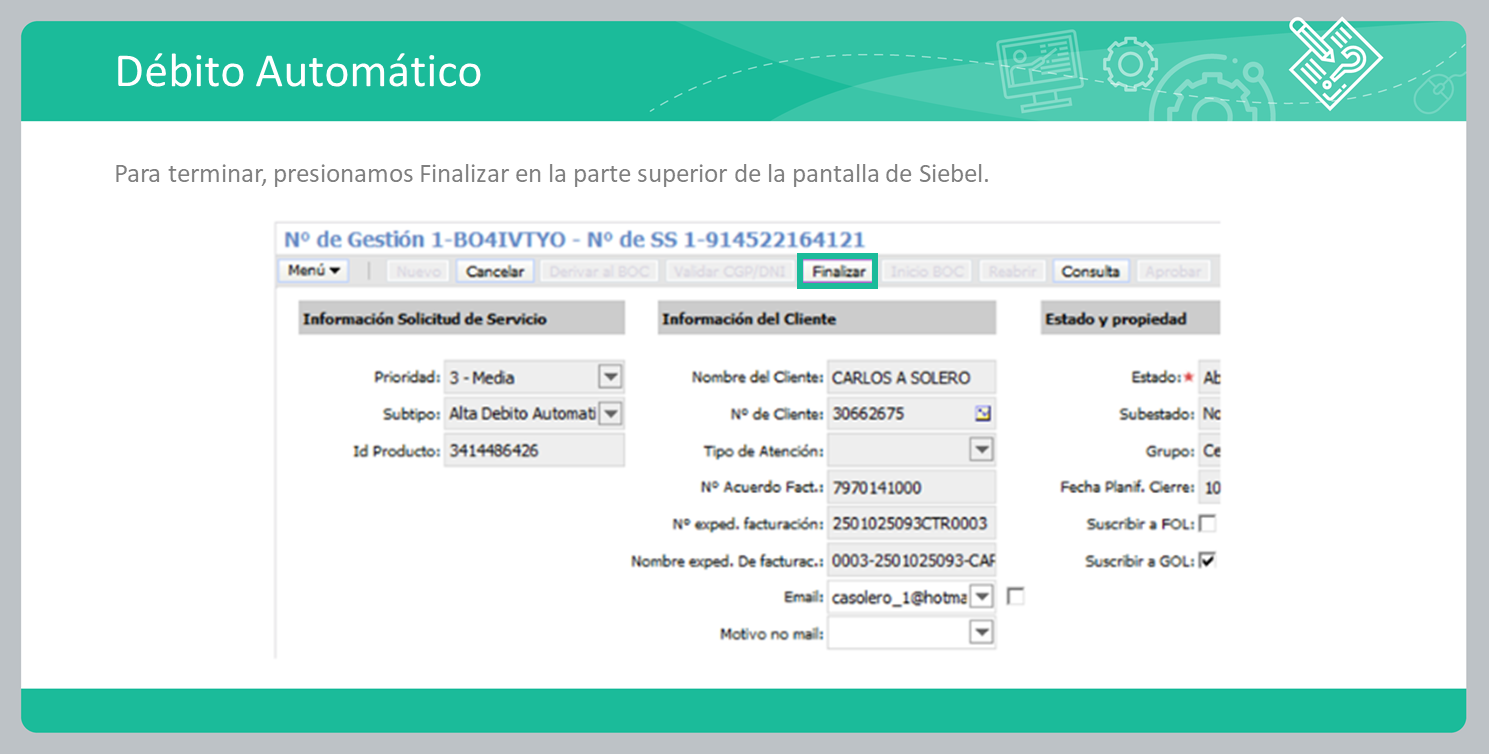 Débito Automático
Para terminar, presionamos Finalizar en la parte superior de la pantalla de Siebel.
Nº de Gestión 1-BO4IVTYO - Nº de SS 1-914522164121
Menú Nuevo Cancelar Derivar al BOC Validar CGP/DNI Finalizar Inicio BOC Reabrir Consulta Aprobar
Información Solicitud de Servicio Información del Cliente Estado y propiedad
Prioridad: 3 - Media Nombre del Cliente: CARLOS A SOLERO Estado:* Ab
Subtipo: Alta Debito Automati Nº de Cliente: 30662675 Subestado: No
Id Producto: 3414486426 Tipo de Atención: Grupo: Ce
Nº Acuerdo Fact.: 7970141000 Fecha Planif. Cierre: 10
Nº exped. facturación: 2501025093CTR0003 Suscribir a FOL:
Nombre exped. De facturac.: 0003-2501025093-CAR Suscribir a GOL:
Email: casolero_1@hotma
Motivo no mail: